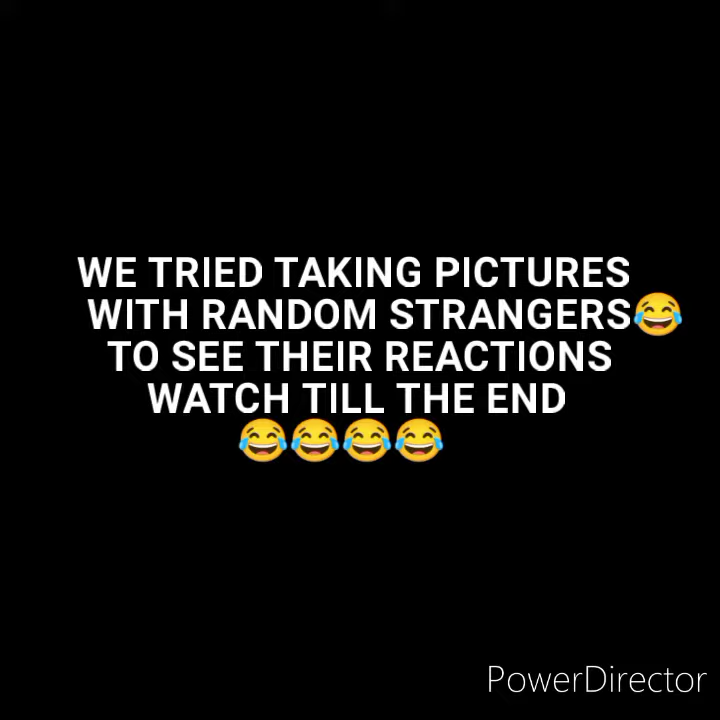 WE TRIED TAKING PICTURES
WITH RANDOM STRANGERS😂
TO SEE THEIR REACTIONS
WATCH TILL THE END
😂😂😂😂
PowerDirector